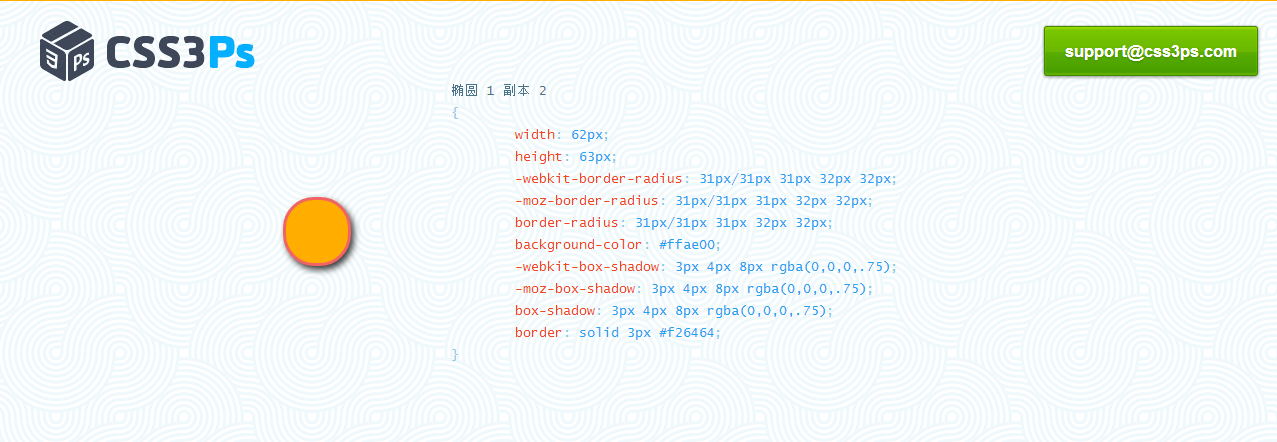 CSS3Ps
support@css3ps.com
椭圆 1 副本 2
{
width: 62px;
height: 63px;
-webkit-border-radius: 31px/31px 31px 32px 32px;
-moz-border-radius: 31px/31px 31px 32px 32px;
border-radius: 31px/31px 31px 32px 32px;
background-color: #ffae00;
-webkit-box-shadow: 3px 4px 8px rgba(0,0,0,.75);
-moz-box-shadow: 3px 4px 8px rgba(0,0,0,.75);
box-shadow: 3px 4px 8px rgba(0,0,0,.75);
border: solid 3px #f26464;
}